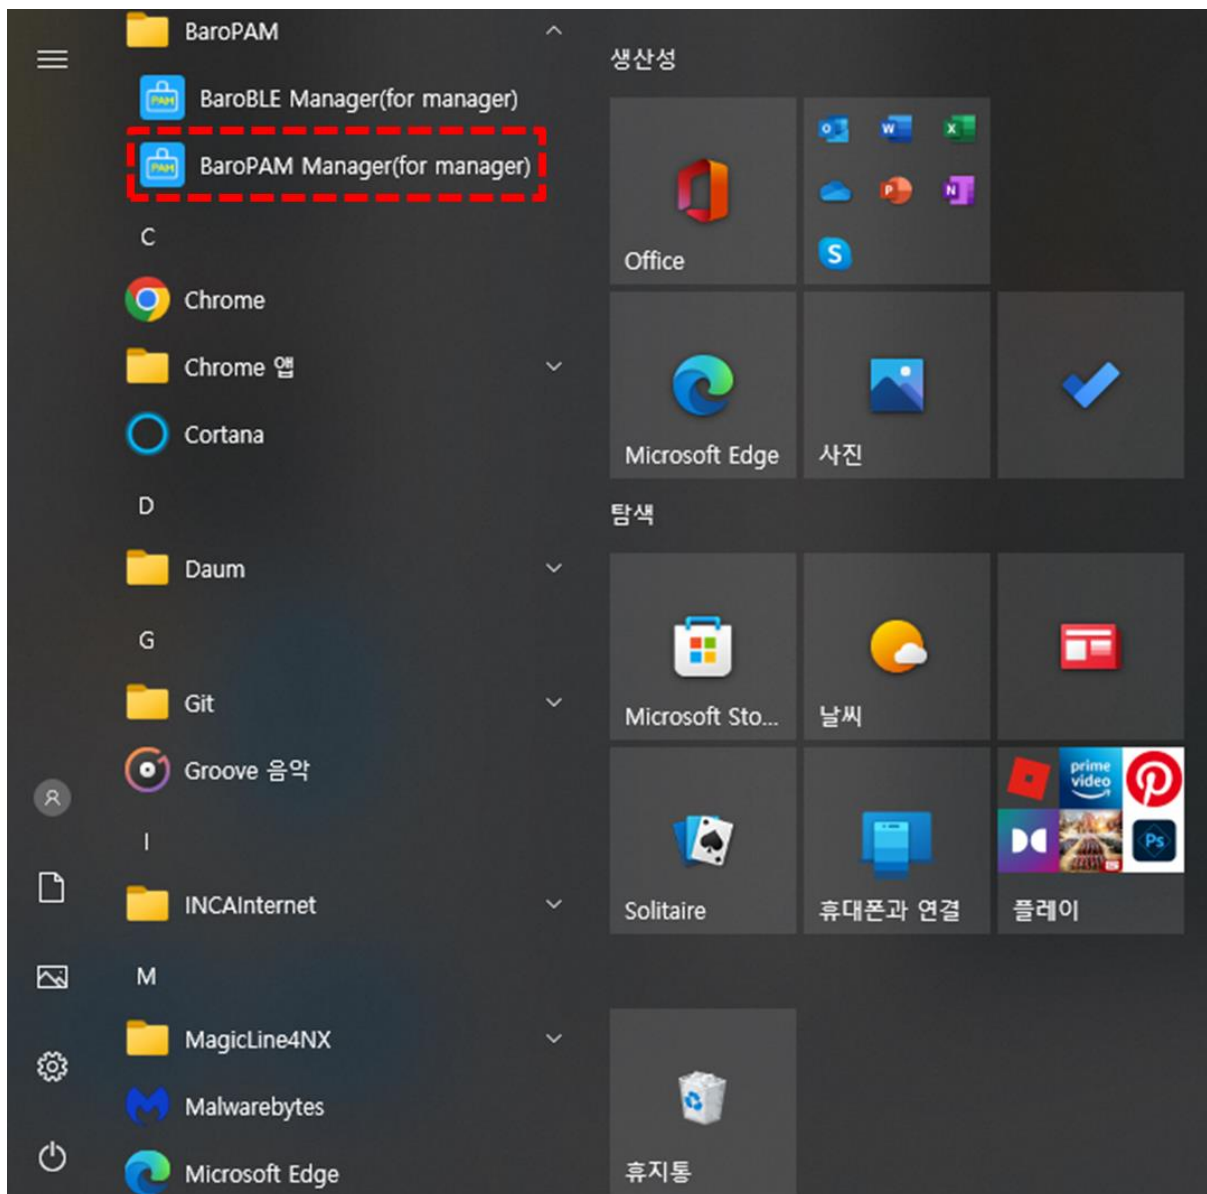 BaroPAM
BaroBLE Manager(for manager)
BaroPAM Manager(for manager)
C
Chrome
Chrome 앱
Cortana
D
Daum
G
Git
Groove 음악
I
INCAInternet
M
MagicLine4NX
Malwarebytes
Microsoft Edge
생산성
Office
Microsoft Edge
사진
탐색
Microsoft Sto...
날씨
prime
video
Ps
Solitaire
휴대폰과 연결
플레이
휴지통